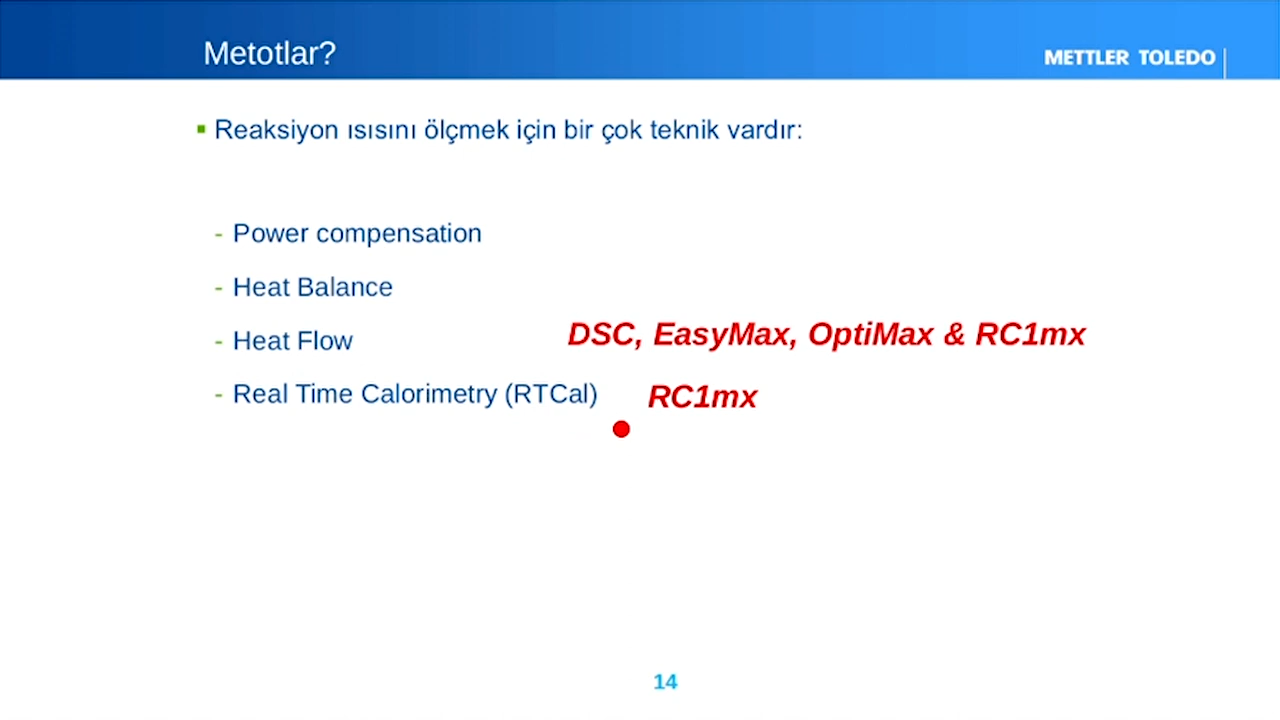 Metotlar?
METTLER TOLEDO
▪ Reaksiyon ısısını ölçmek için bir çok teknik vardır:
- Power compensation
- Heat Balance
- Heat Flow
DSC, EasyMax, OptiMax & RC1mx
- Real Time Calorimetry (RTCal)
RC1mx
14